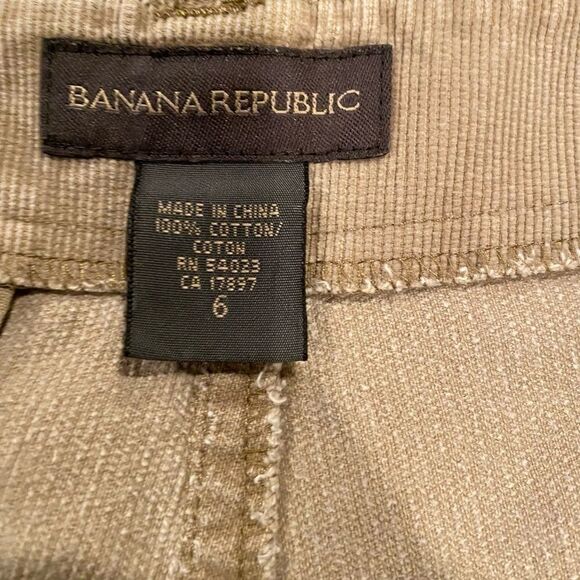 BANANA REPUBLIC
MADE IN CHINA
100% COTTON/
COTON
RN 54023
CA 17897
6